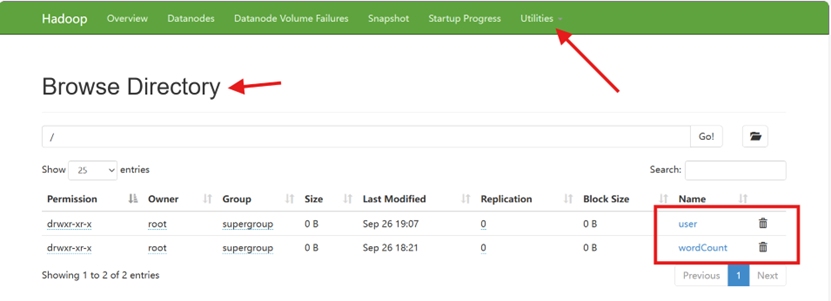 Hadoop Overview Datanodes Datanode Volume Failures Snapshot Startup Progress Utilities
Browse Directory
/ Go!
Show 25 entries Search:
Permission Owner Group Size Last Modified Replication Block Size Name
drwxr-xr-x root supergroup 0 B Sep 26 19:07 0 0 B user
drwxr-xr-x root supergroup 0 B Sep 26 18:21 0 0 B wordCount
Showing 1 to 2 of 2 entries Previous 1 Next